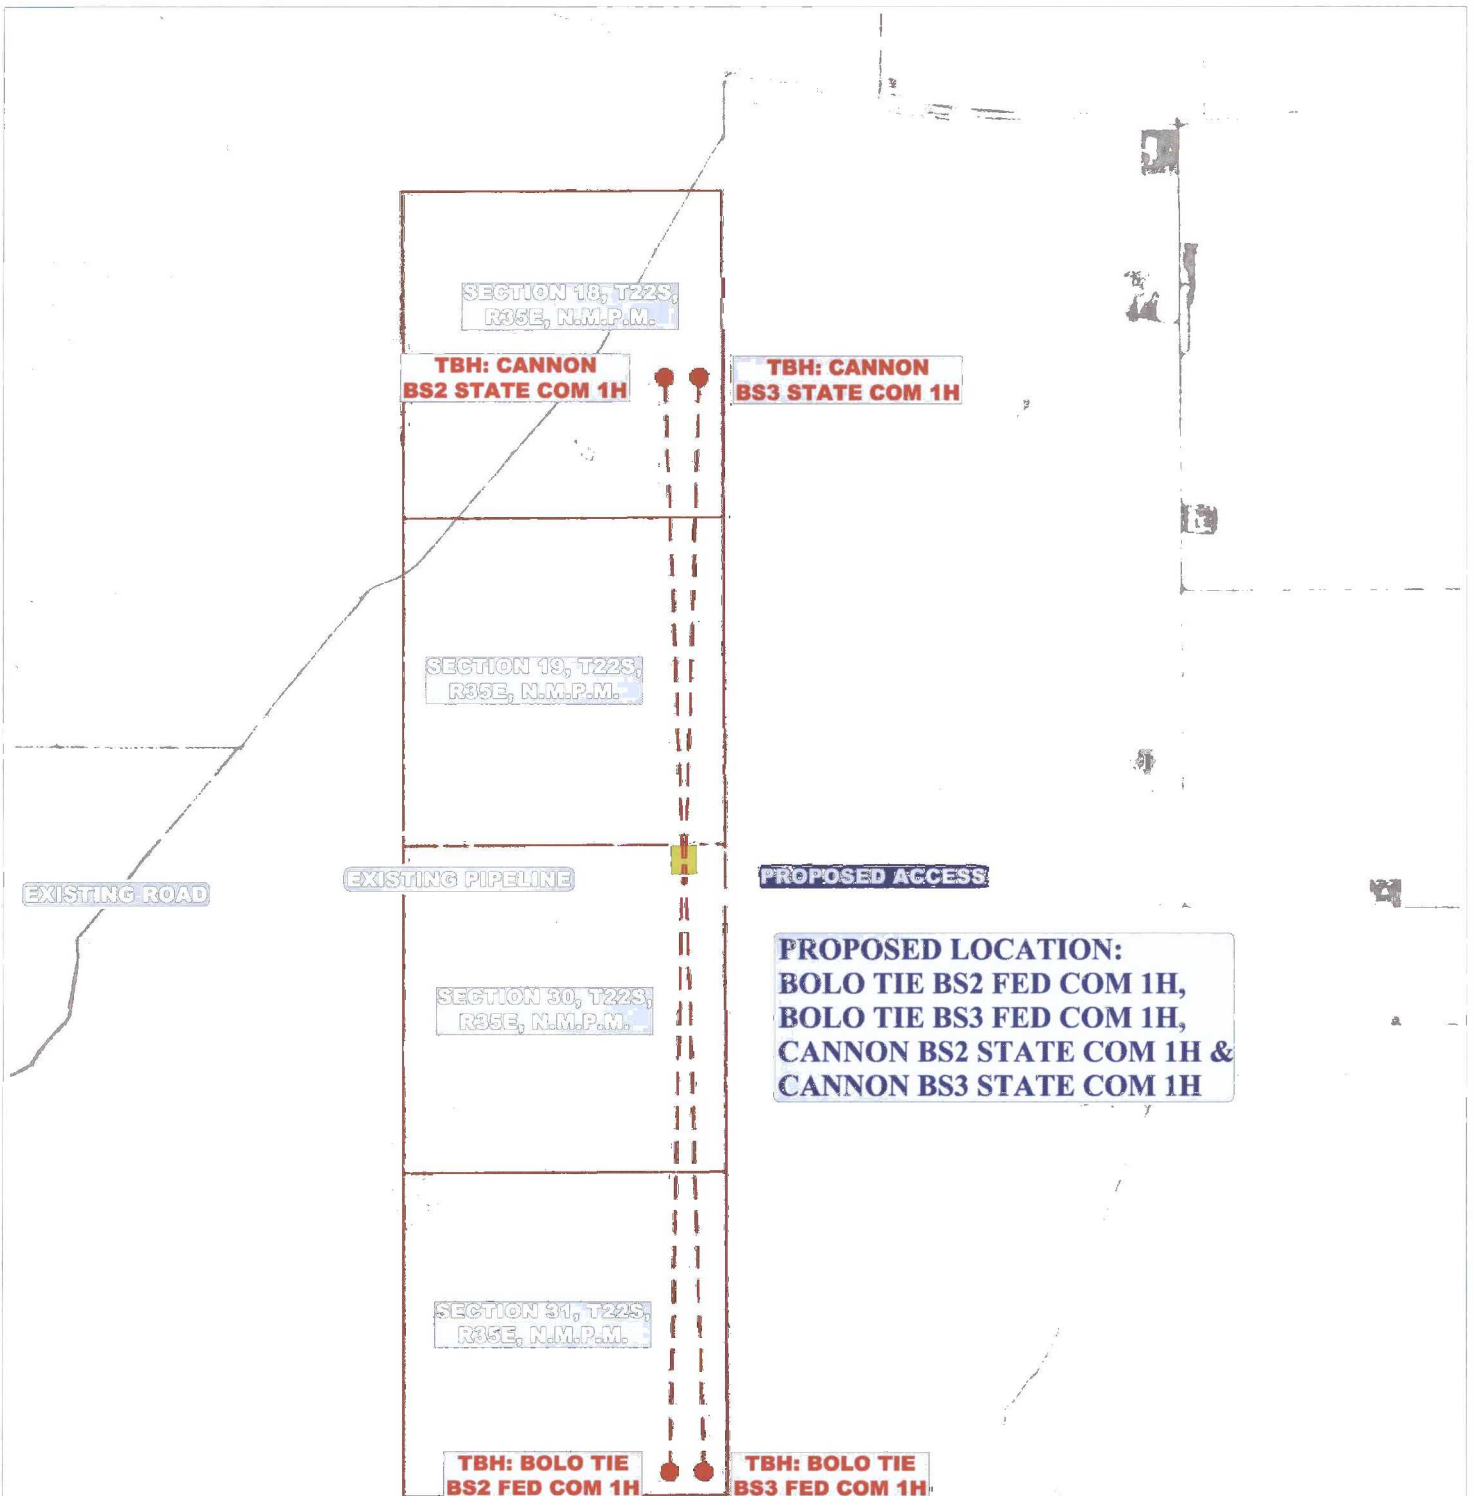 SECTION 18, T22S,
R35E, N.M.P.M.
TBH: CANNON
BS2 STATE COM 1H
TBH: CANNON
BS3 STATE COM 1H
SECTION 19, T22S,
R35E, N.M.P.M.
EXISTING ROAD
EXISTING PIPELINE
PROPOSED ACCESS
PROPOSED LOCATION:
BOLO TIE BS2 FED COM 1H,
BOLO TIE BS3 FED COM 1H,
CANNON BS2 STATE COM 1H &
CANNON BS3 STATE COM 1H
SECTION 30, T22S,
R35E, N.M.P.M.
SECTION 31, T22S,
R35E, N.M.P.M.
TBH: BOLO TIE
BS2 FED COM 1H
TBH: BOLO TIE
BS3 FED COM 1H